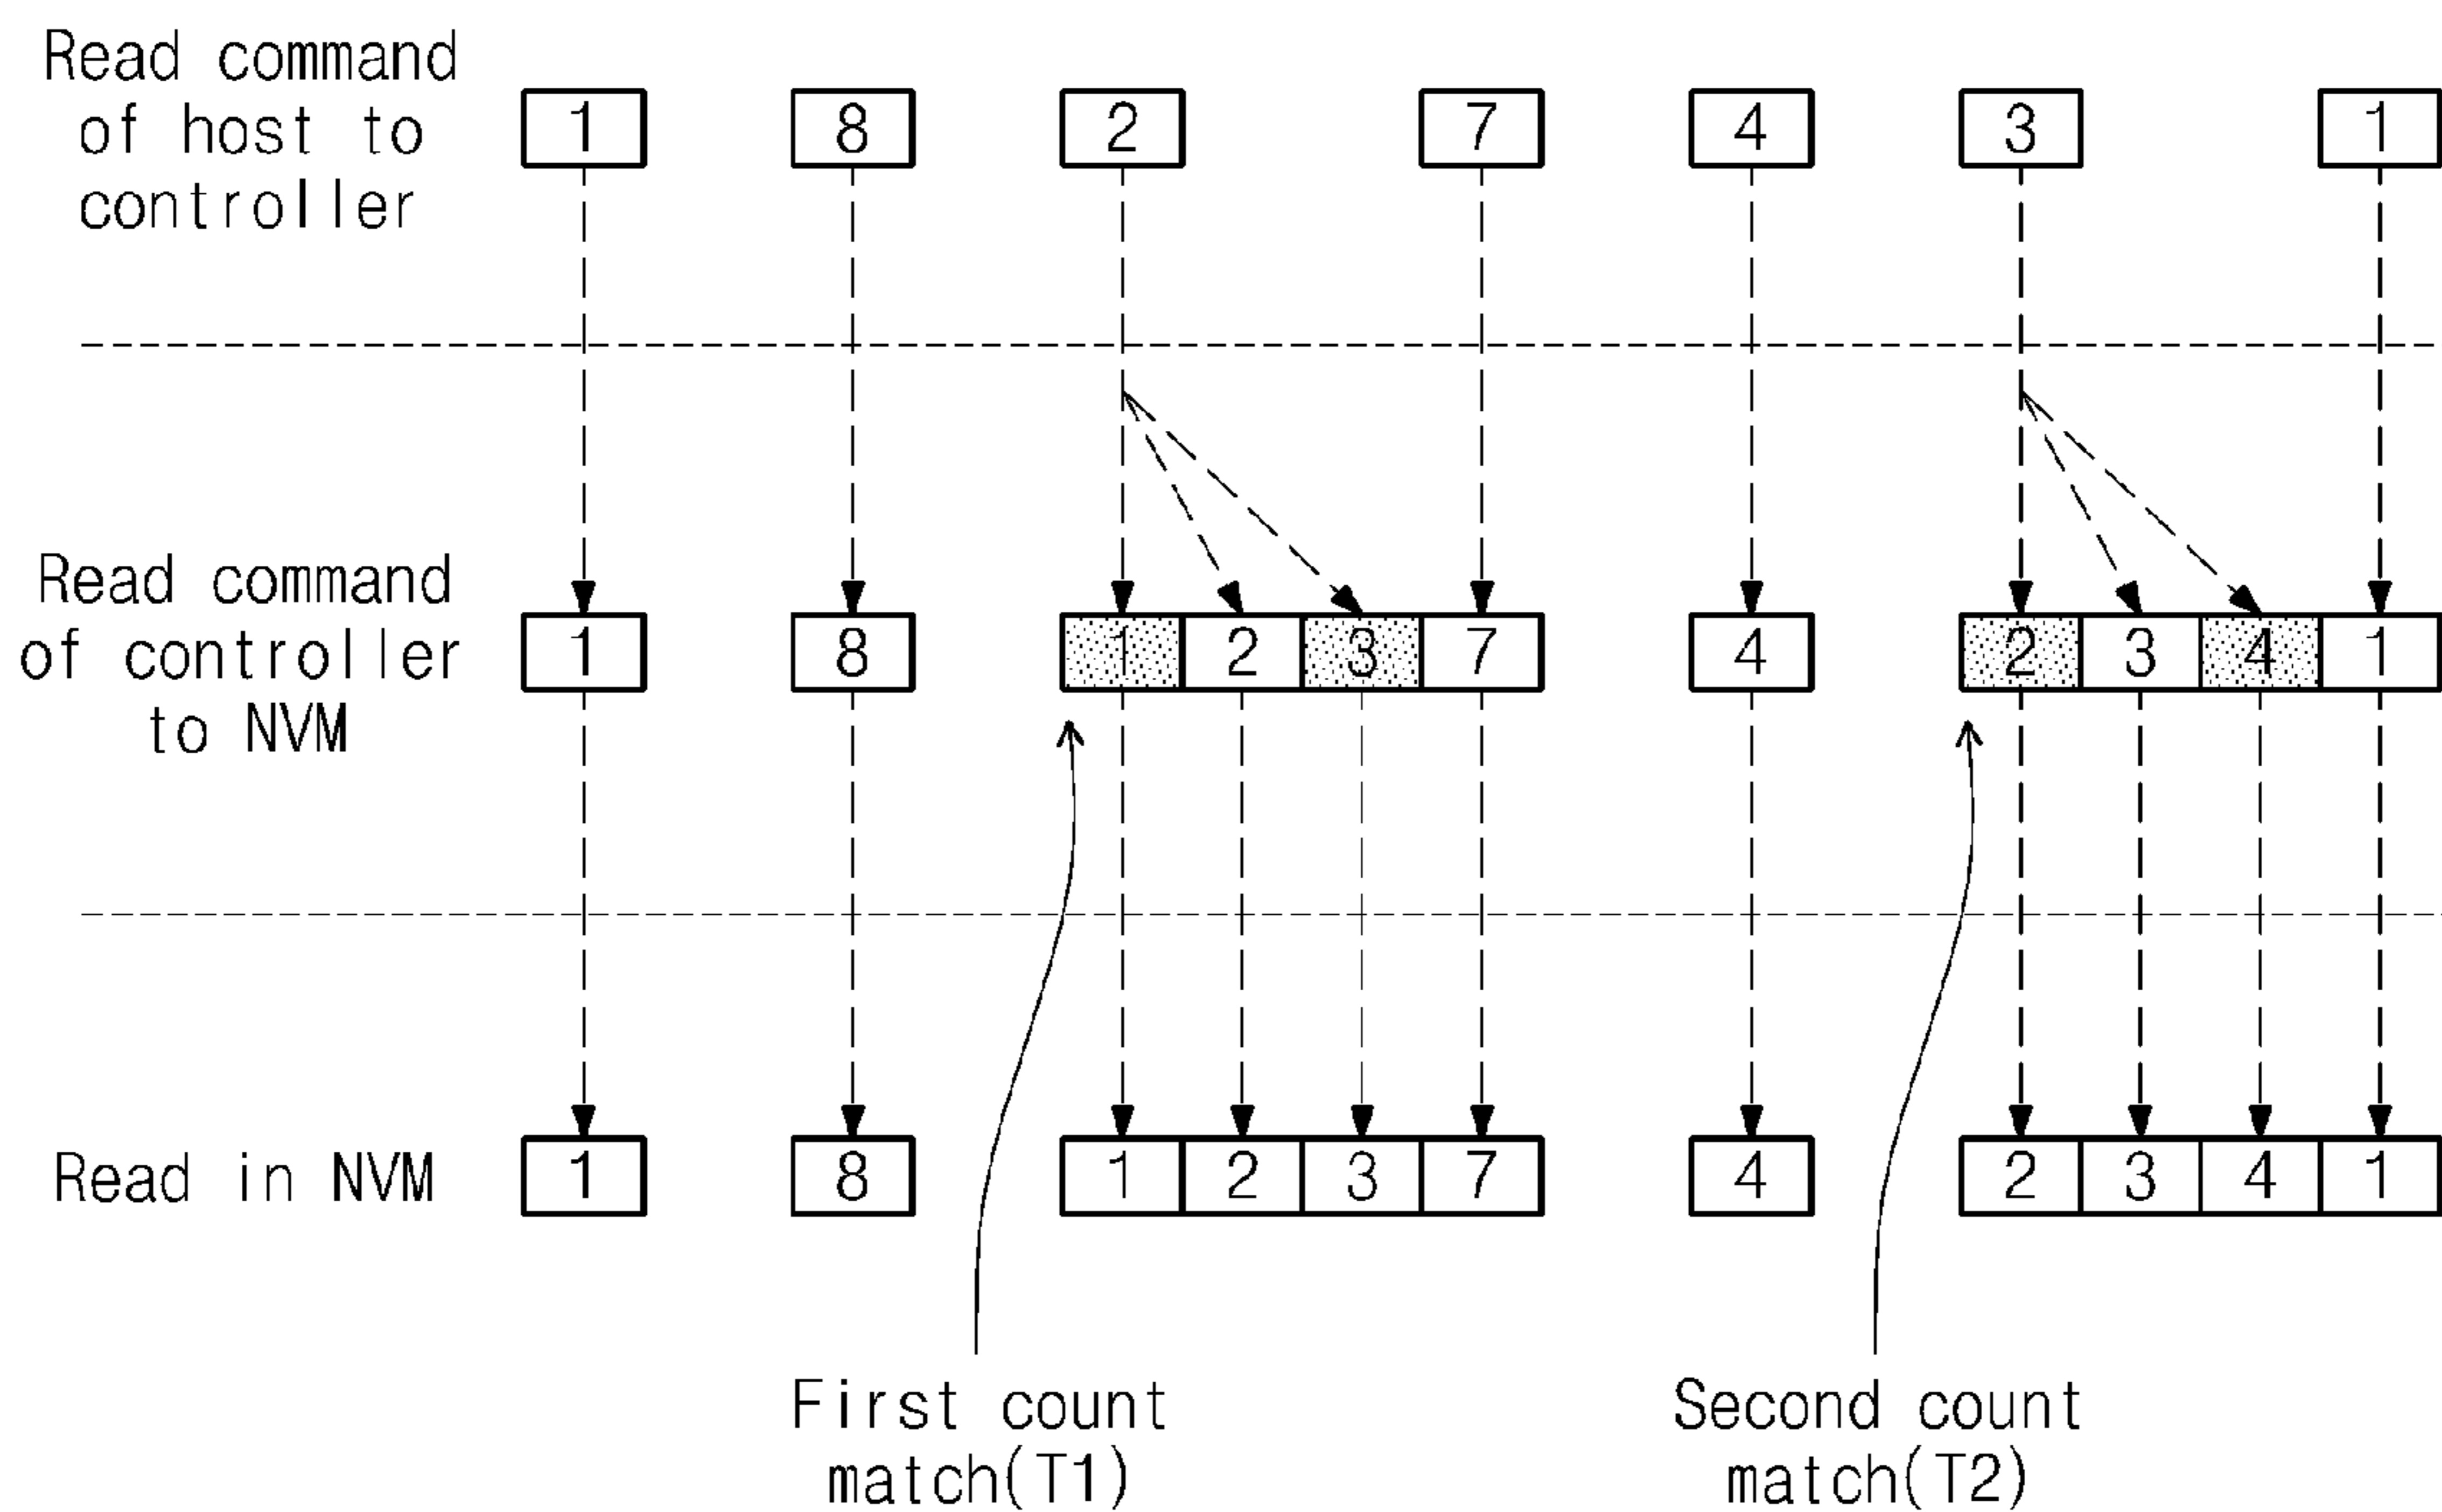 Read command
of host to
controller
1 8 2 7 4 3 1
Read command
of controller
to NVM
1 8 1 2 3 7 4 2 3 4 1
Read in NVM
1 8 1 2 3 7 4 2 3 4 1
First count
match(T1)
Second count
match(T2)